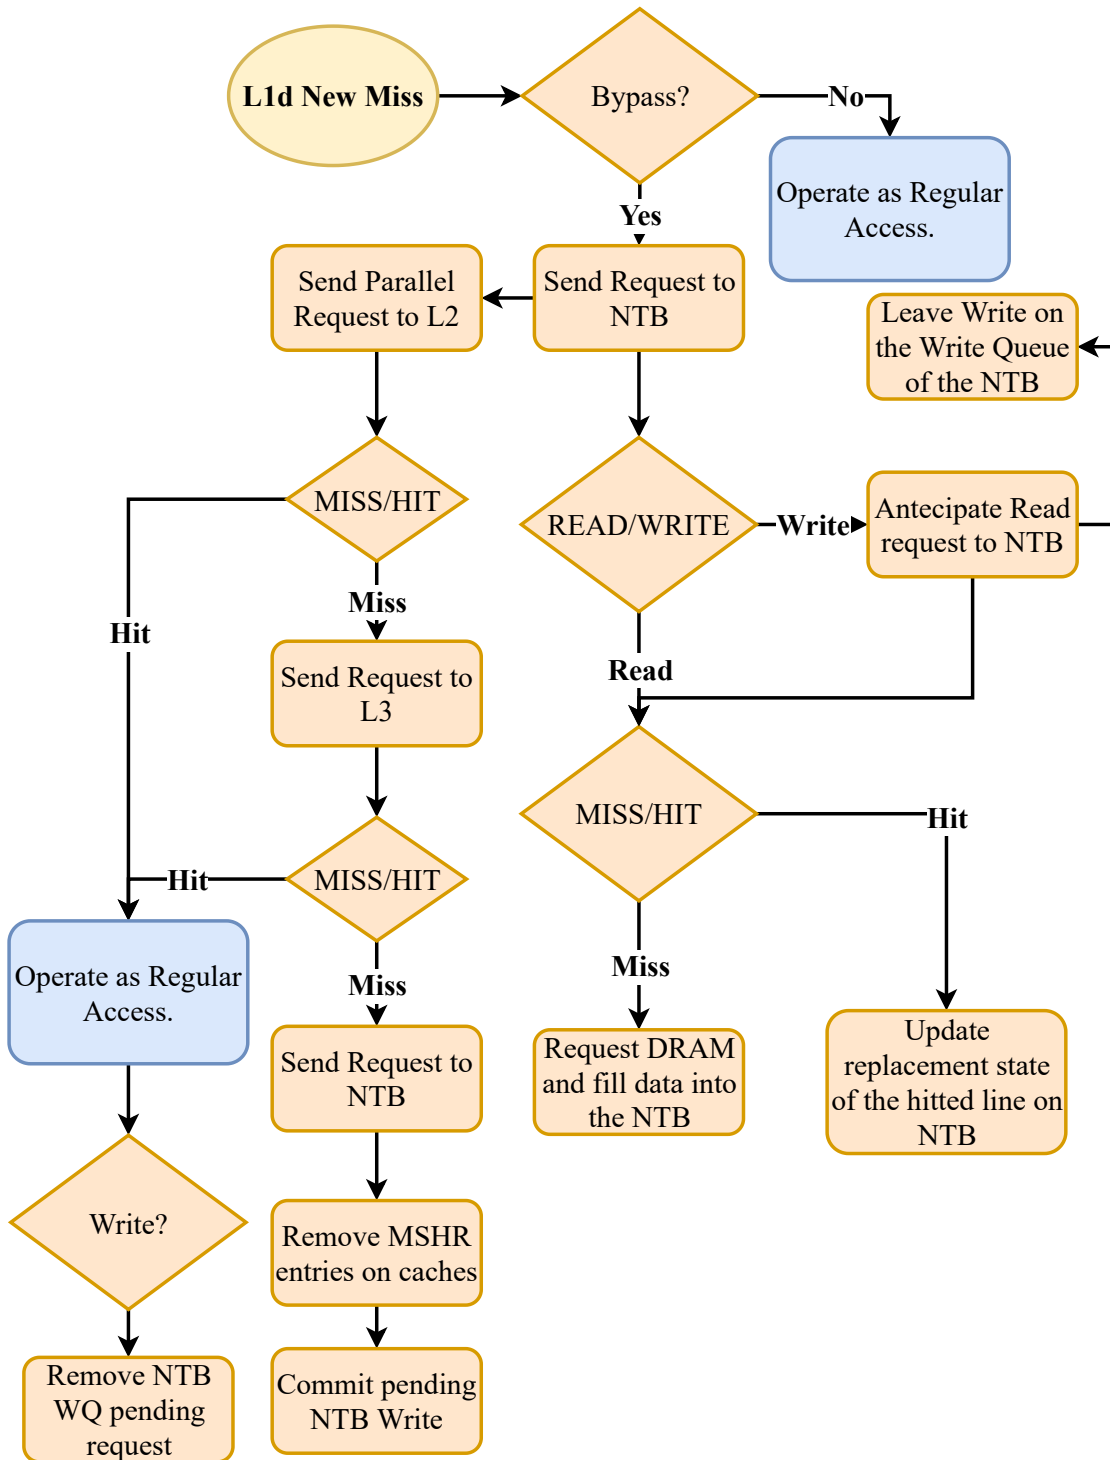 L1d New Miss
Bypass?
No
Operate as Regular
Access.
Yes
Send Parallel
Request to L2
Send Request to
NTB
Leave Write on
the Write Queue
of the NTB
MISS/HIT
READ/WRITE
Write
Antecipate Read
request to NTB
Miss
Hit
Send Request to
L3
Read
MISS/HIT
Hit
MISS/HIT
Hit
Operate as Regular
Access.
Miss
Miss
Send Request to
NTB
Request DRAM
and fill data into
the NTB
Update
replacement state
of the hitted line on
NTB
Write?
Remove MSHR
entries on caches
Remove NTB
WQ pending
request
Commit pending
NTB Write